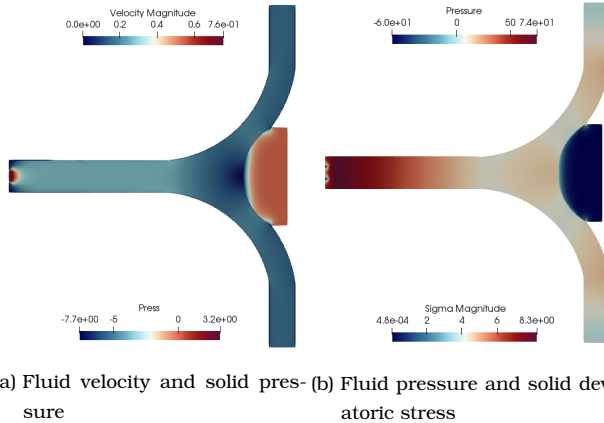 Velocity Magnitude
0.0e+00 0.2 0.4 0.6 7.6e-01
Pressure
-6.0e+01 0 50 7.4e+01
Press
-7.7e+00 -5 0 3.2e+00
Sigma Magnitude
4.8e-04 2 4 6 8.3e+00
a) Fluid velocity and solid pres-
sure
(b) Fluid pressure and solid dev
atoric stress